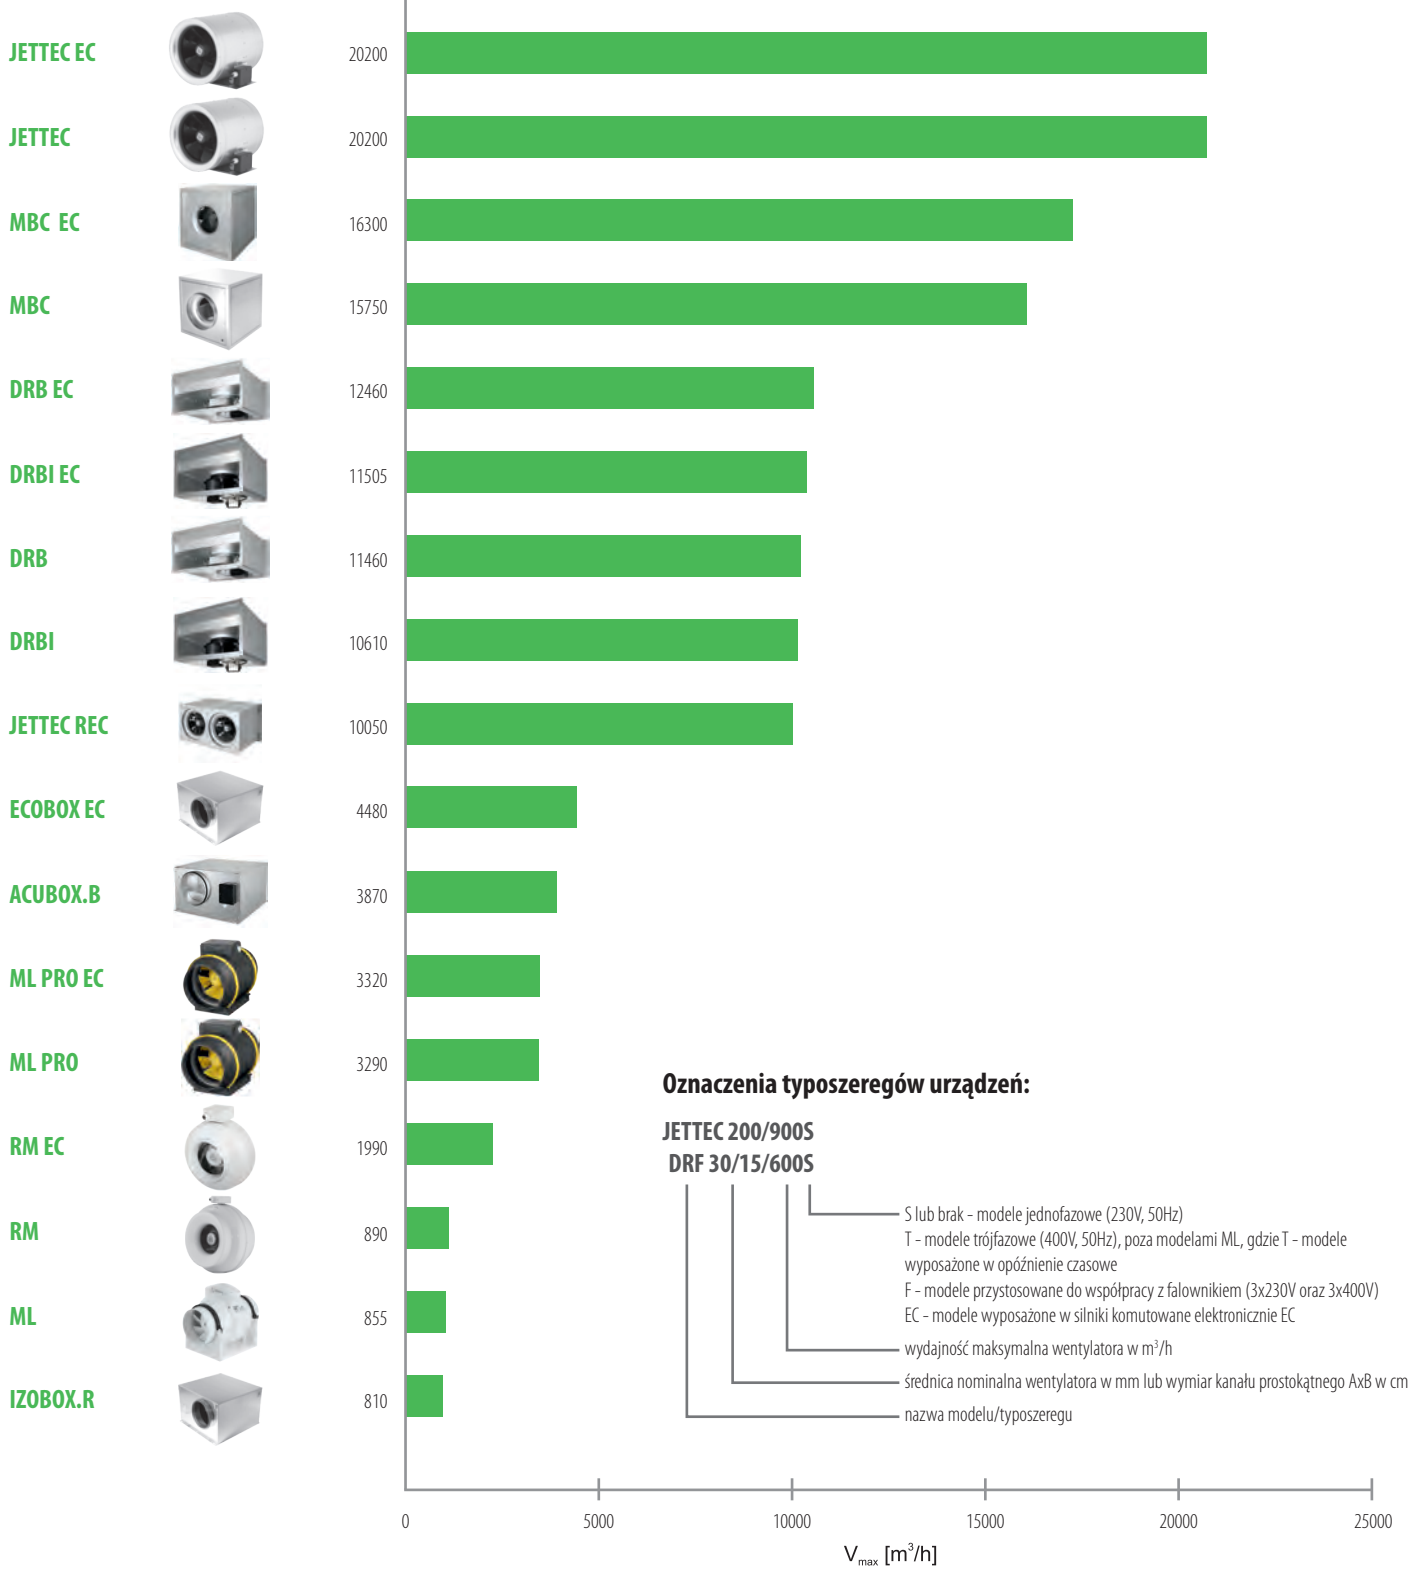 JETTEC EC 20200
JETTEC 20200
MBC EC 16300
MBC 15750
DRB EC 12460
DRBI EC 11505
DRB 11460
DRBI 10610
JETTEC REC 10050
ECOBOX EC 4480
ACUBOX.B 3870
ML PRO EC 3320
ML PRO 3290
RM EC 1990
RM 890
ML 855
IZOBOX.R 810
Oznaczenia typoszeregów urządzeń:
JETTEC 200/900S
DRF 30/15/600S
S lub brak - modele jednofazowe (230V, 50Hz)
T - modele trójfazowe (400V, 50Hz), poza modelami ML, gdzie T - modele
wyposażone w opóźnienie czasowe
F - modele przystosowane do współpracy z falownikiem (3x230V oraz 3x400V)
EC - modele wyposażone w silniki komutowane elektronicznie EC
wydajność maksymalna wentylatora w m³/h
średnica nominalna wentylatora w mm lub wymiar kanału prostokątnego AxB w cm
nazwa modelu/typoszeregu
0 5000 10000 15000 20000 25000
Vmax [m³/h]